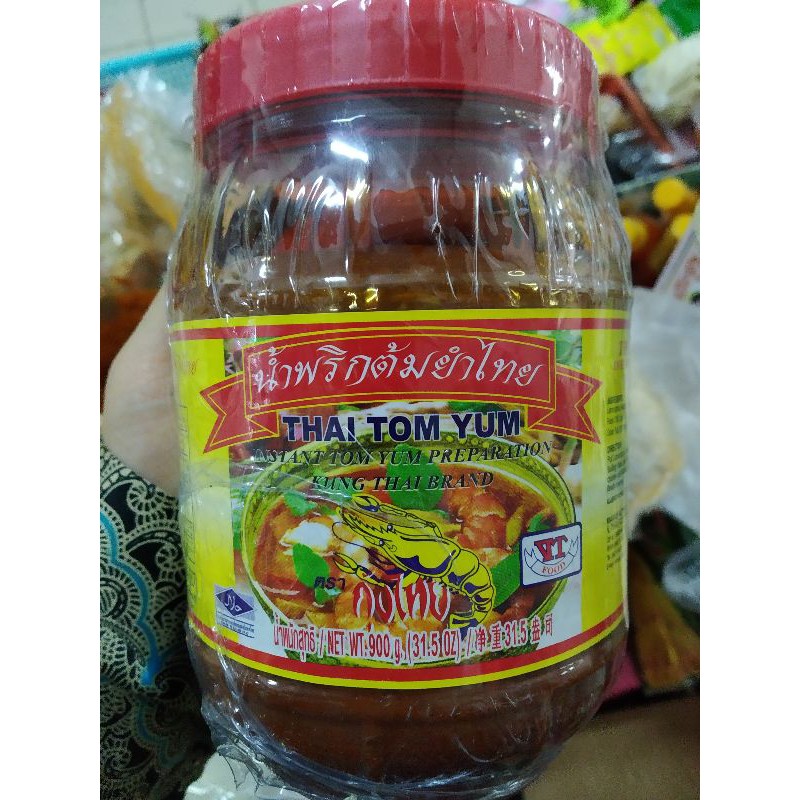 น้ำพริกต้มยำไทย
THAI TOM YUM
INSTANT TOM YUM PREPARATION
KUNG THAI BRAND
VT
FOOD
ตรา
กุ้งไทย
น้ำหนักสุทธิ / NET WT. 900 g. (31.5 OZ) / 净重 31.5 盎司